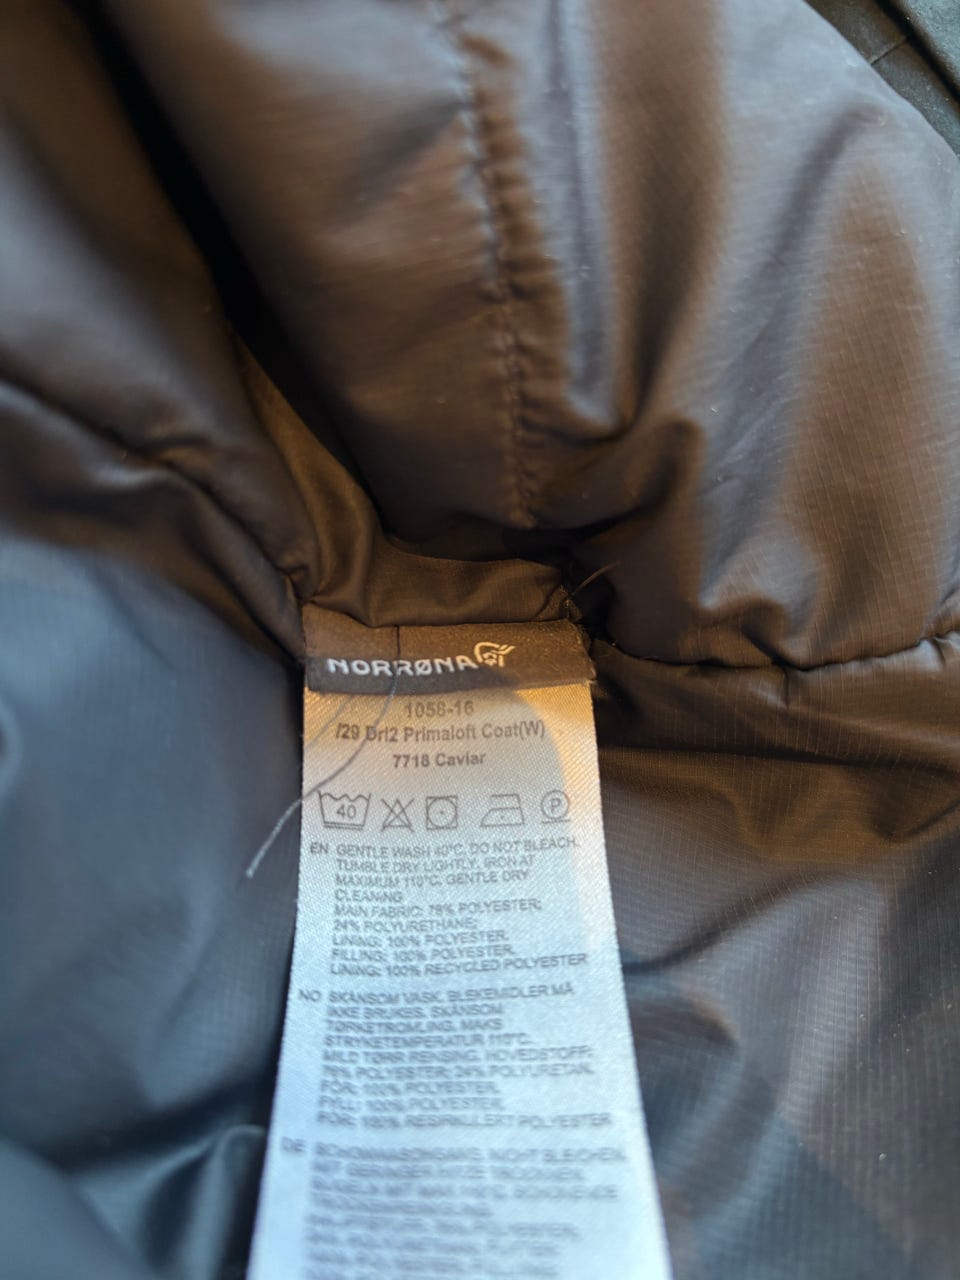 NORRØNA
1058-16
/29 Dri2 Primaloft Coat(W)
7718 Caviar
40 P
EN GENTLE WASH 40°C. DO NOT BLEACH.
TUMBLE DRY LIGHTLY. IRON AT
MAXIMUM 110°C. GENTLE DRY
CLEANING
MAIN FABRIC: 76% POLYESTER;
24% POLYURETHANE;
LINING: 100% POLYESTER.
FILLING: 100% POLYESTER.
LINING: 100% RECYCLED POLYESTER
NO SKÅNSOM VASK. BLEKEMIDLER MÅ
IKKE BRUKES. SKÅNSOM
TØRKETROMLING. MAKS
STRYKETEMPERATUR 110°C.
MILD TØRR RENSING. HOVEDSTOFF:
76% POLYESTER; 24% POLYURETAN.
FÔR: 100% POLYESTER.
FYLL: 100% POLYESTER.
FÔR: 100% RESIRKULERT POLYESTER
DE SCHONWASCHGANG. NICHT BLEICHEN.